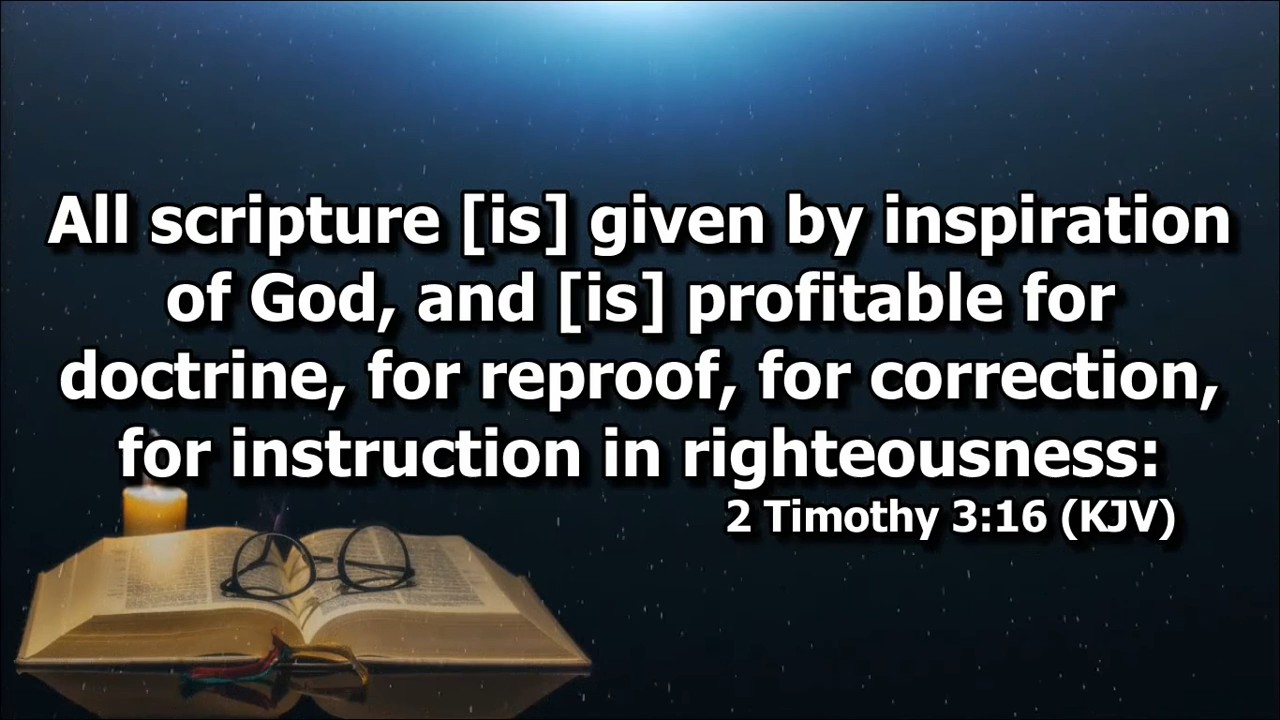 All scripture [is] given by inspiration
of God, and [is] profitable for
doctrine, for reproof, for correction,
for instruction in righteousness:
2 Timothy 3:16 (KJV)